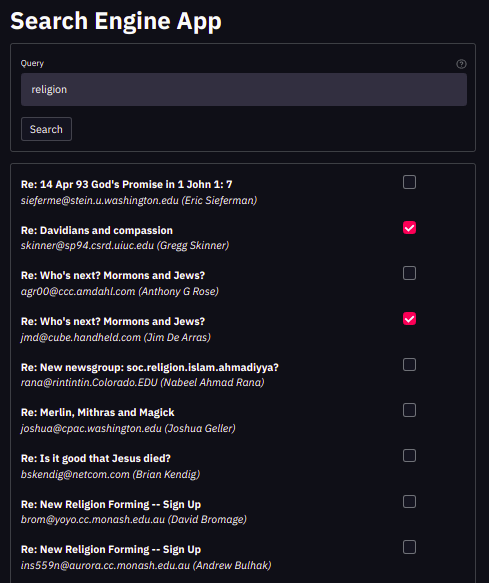 Search Engine App
Query
religion
Search
Re: 14 Apr 93 God's Promise in 1 John 1: 7
sieferme@stein.u.washington.edu (Eric Sieferman)
Re: Davidians and compassion
skinner@sp94.csrd.uiuc.edu (Gregg Skinner)
Re: Who's next? Mormons and Jews?
agr00@ccc.amdahl.com (Anthony G Rose)
Re: Who's next? Mormons and Jews?
jmd@cube.handheld.com (Jim De Arras)
Re: New newsgroup: soc.religion.islam.ahmadiyya?
rana@rintintin.Colorado.EDU (Nabeel Ahmad Rana)
Re: Merlin, Mithras and Magick
joshua@cpac.washington.edu (Joshua Geller)
Re: Is it good that Jesus died?
bskendig@netcom.com (Brian Kendig)
Re: New Religion Forming -- Sign Up
brom@yoyo.cc.monash.edu.au (David Bromage)
Re: New Religion Forming -- Sign Up
ins559n@aurora.cc.monash.edu.au (Andrew Bulhak)